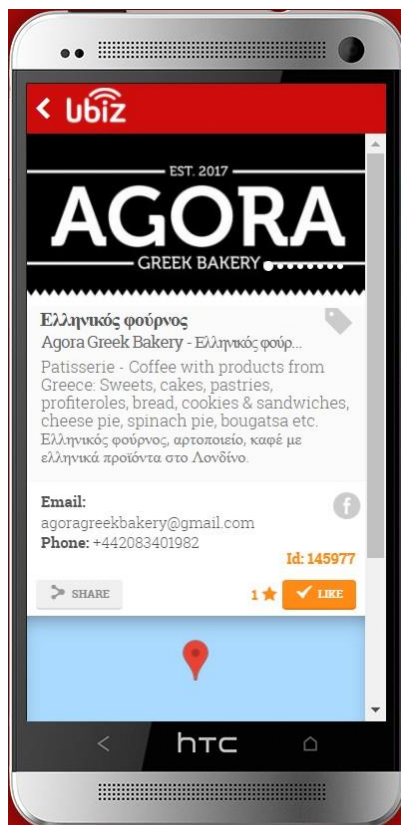 Ubiz
EST. 2017
AGORA
GREEK BAKERY
Ελληνικός φούρνος
Agora Greek Bakery - Ελληνικός φούρ...
Patisserie - Coffee with products from
Greece: Sweets, cakes, pastries,
profiteroles, bread, cookies & sandwiches,
cheese pie, spinach pie, bougatsa etc.
Ελληνικός φούρνος, αρτοποιείο, καφέ με
ελληνικά προϊόντα στο Λονδίνο.
Email:
agoragreekbakery@gmail.com
Phone: +442083401982
Id: 145977
SHARE 1 LIKE
hTC